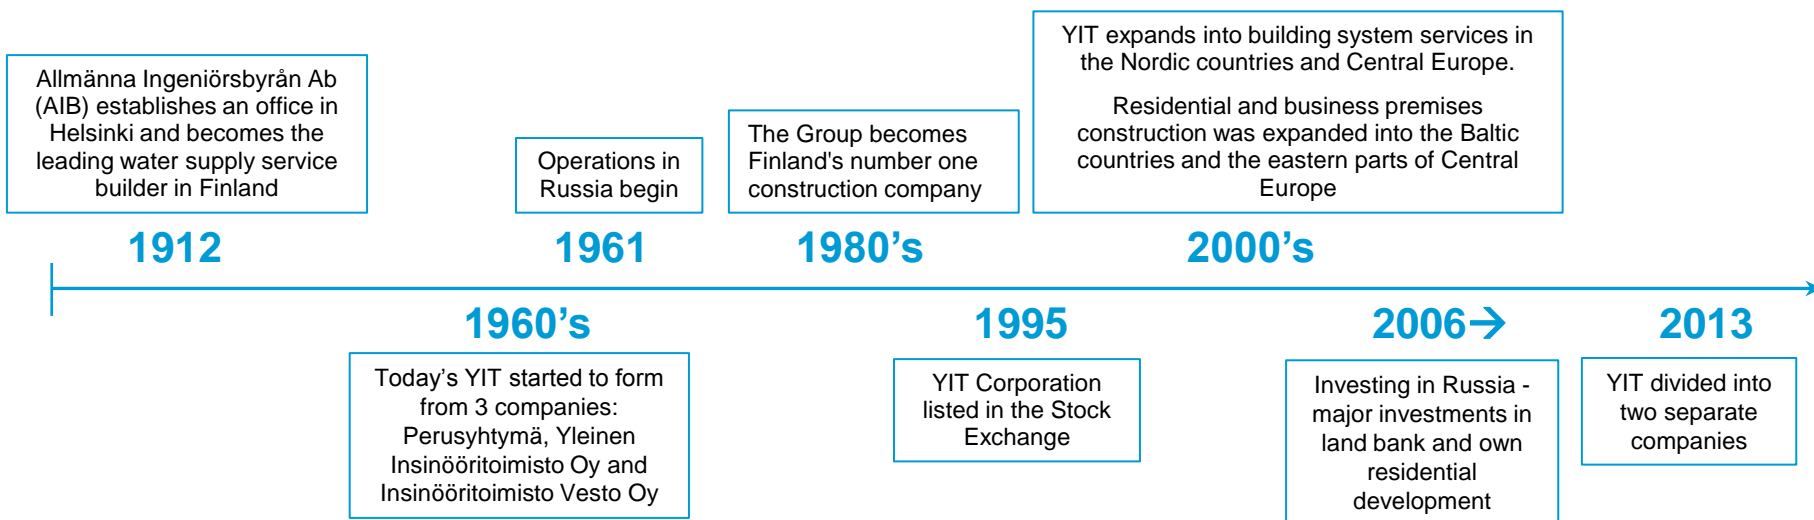 Allmänna Ingeniörsbyrån Ab
(AIB) establishes an office in
Helsinki and becomes the
leading water supply service
builder in Finland
1912
Operations in
Russia begin
1961
The Group becomes
Finland's number one
construction company
1980’s
YIT expands into building system services in
the Nordic countries and Central Europe.
Residential and business premises
construction was expanded into the Baltic
countries and the eastern parts of Central
Europe
2000’s
1960’s
Today’s YIT started to form
from 3 companies:
Perusyhtymä, Yleinen
Insinööritoimisto Oy and
Insinööritoimisto Vesto Oy
1995
YIT Corporation
listed in the Stock
Exchange
2006→
Investing in Russia -
major investments in
land bank and own
residential
development
2013
YIT divided into
two separate
companies